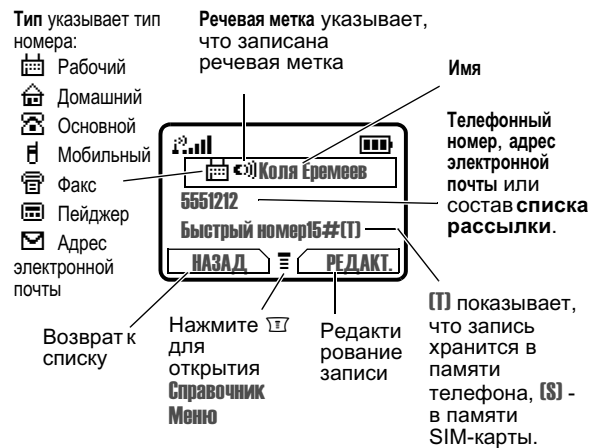 Тип указывает тип
номера:
Рабочий
Домашний
Основной
Мобильный
Факс
Пейджер
Адрес
электронной
почты
Речевая метка указывает,
что записана
речевая метка
Имя
Телефонный
номер, адрес
электронной
почты или
состав списка
рассылки.
Коля Еремеев
5551212
Быстрый номер15#(T)
НАЗАД
РЕДАКТ.
Возврат к
списку
Нажмите
для
открытия
Справочник
Меню
Редакти
рование
записи
(T) показывает,
что запись
хранится в
памяти
телефона, (S) -
в памяти
SIM-карты.